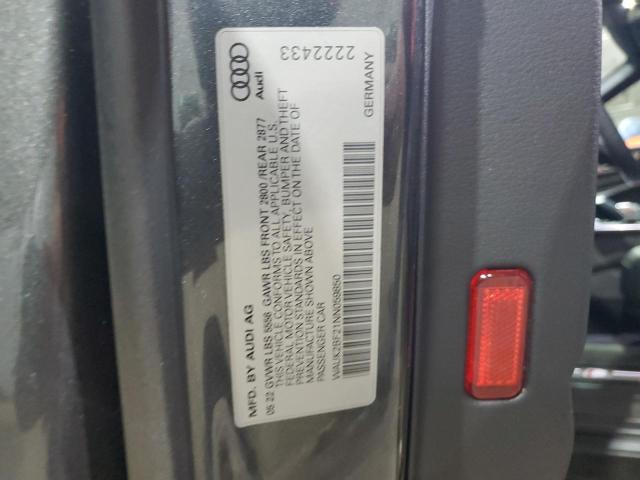 MFD. BY AUDI AG
05 22 GVWR LBS 5556 GAWR LBS FRONT 2800 /REAR 2877
THIS VEHICLE CONFORMS TO ALL APPLICABLE U.S.
FEDERAL MOTOR VEHICLE SAFETY, BUMPER AND THEFT
PREVENTION STANDARDS IN EFFECT ON THE DATE OF
MANUFACTURE SHOWN ABOVE
PASSENGER CAR
WAUK2BF21NN059850
Audi
2222433
GERMANY